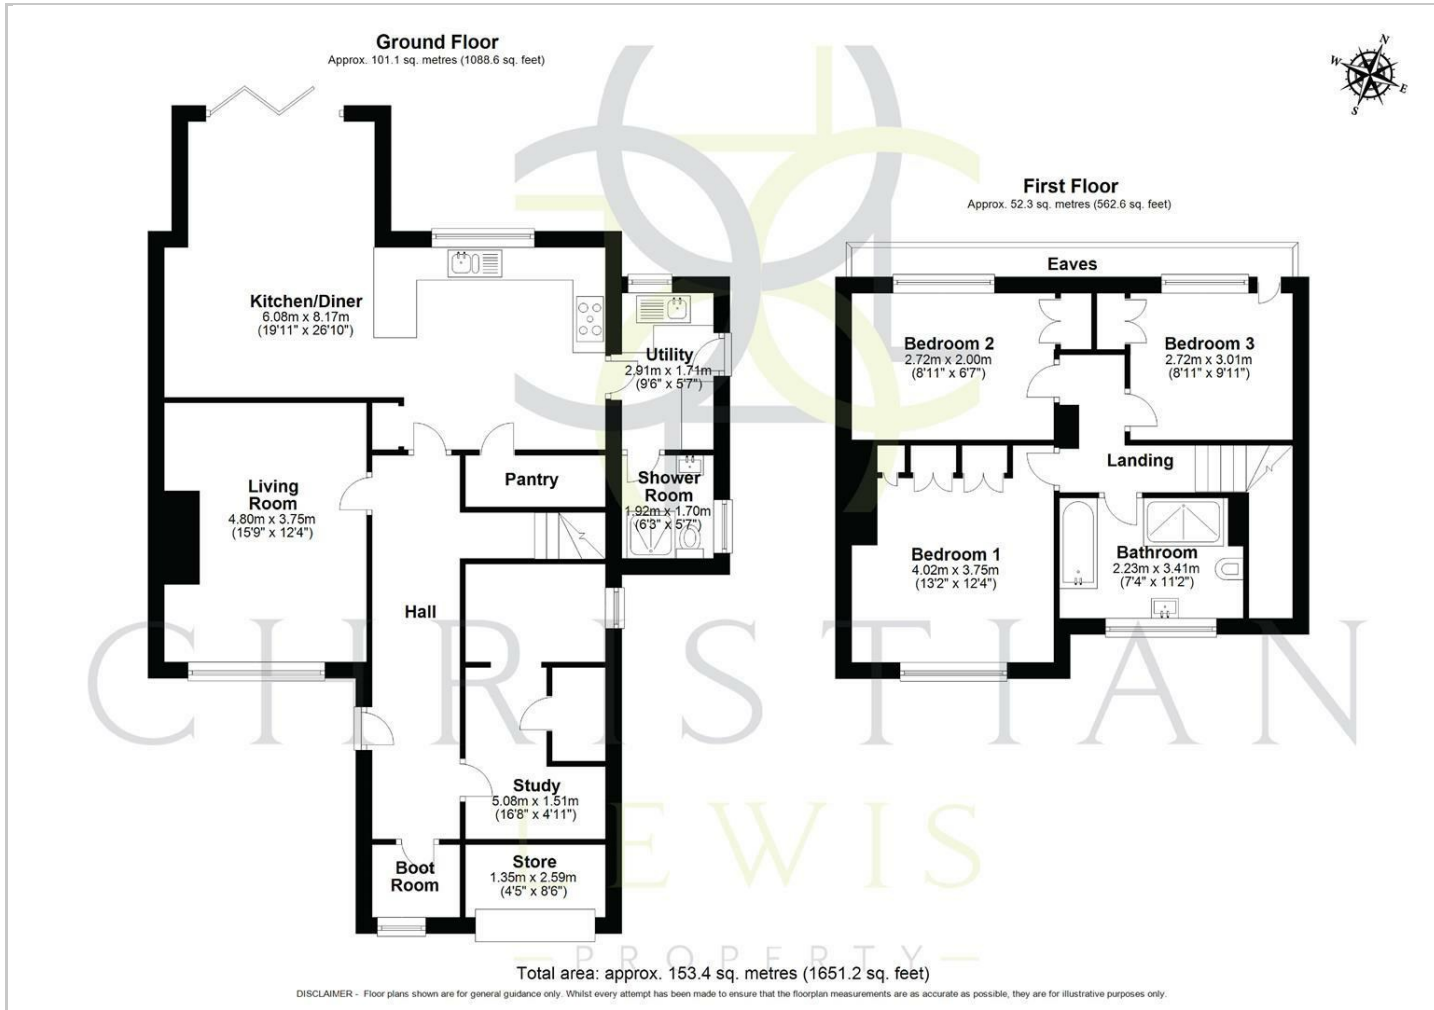 Ground Floor
Approx. 101.1 sq. metres (1088.6 sq. feet)
N
W
E
S
First Floor
Approx. 52.3 sq. metres (562.6 sq. feet)
Eaves
Kitchen/Diner
6.08m x 8.17m
(19'11" x 26'10")
Utility
2.91m x 1.71m
(9'6" x 5'7")
Bedroom 2
2.72m x 2.00m
(8'11" x 6'7")
Bedroom 3
2.72m x 3.01m
(8'11" x 9'11")
Landing
Living
Room
4.80m x 3.75m
(15'9" x 12'4")
Pantry
Shower
Room
1.92m x 1.70m
(6'3" x 5'7")
Bedroom 1
4.02m x 3.75m
(13'2" x 12'4")
Bathroom
2.23m x 3.41m
(7'4" x 11'2")
Hall
CHRISTIAN
Study
5.08m x 1.51m
(16'8" x 4'11")
LEWIS
Boot
Room
Store
1.35m x 2.59m
(4'5" x 8'6")
PROPERTY
Total area: approx. 153.4 sq. metres (1651.2 sq. feet)
DISCLAIMER - Floor plans shown are for general guidance only. Whilst every attempt has been made to ensure that the floorplan measurements are as accurate as possible, they are for illustrative purposes only.